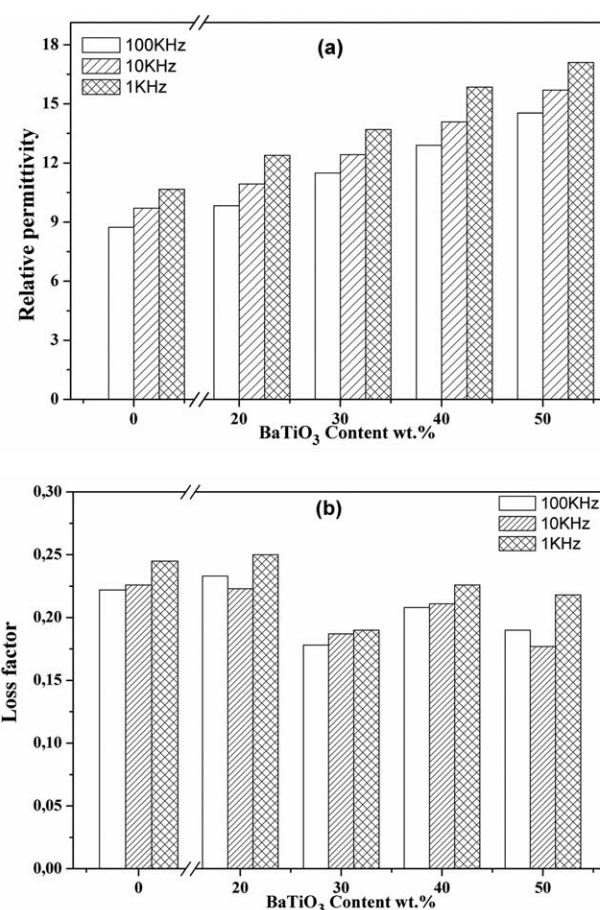 (a)
100KHz
10KHz
1KHz
18
15
12
9
6
3
0
Relative permittivity
0 20 30 40 50
BaTiO₃ Content wt.%
0,30
(b)
100KHz
10KHz
1KHz
0,25
0,20
0,15
0,10
0,05
0,00
Loss factor
0 20 30 40 50
BaTiO₃ Content wt.%